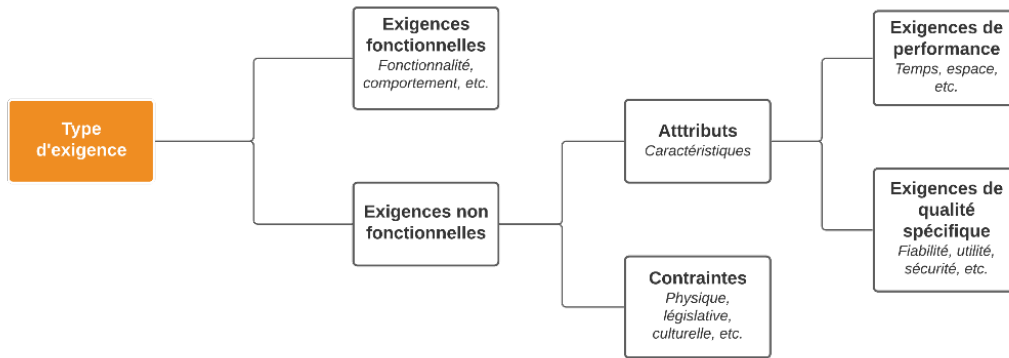 Type
d'exigence
Exigences
fonctionnelles
Fonctionnalité,
comportement, etc.
Exigences non
fonctionnelles
Atttributs
Caractéristiques
Contraintes
Physique,
législative,
culturelle, etc.
Exigences de
performance
Temps, espace,
etc.
Exigences de
qualité
spécifique
Fiabilité, utilité,
sécurité, etc.